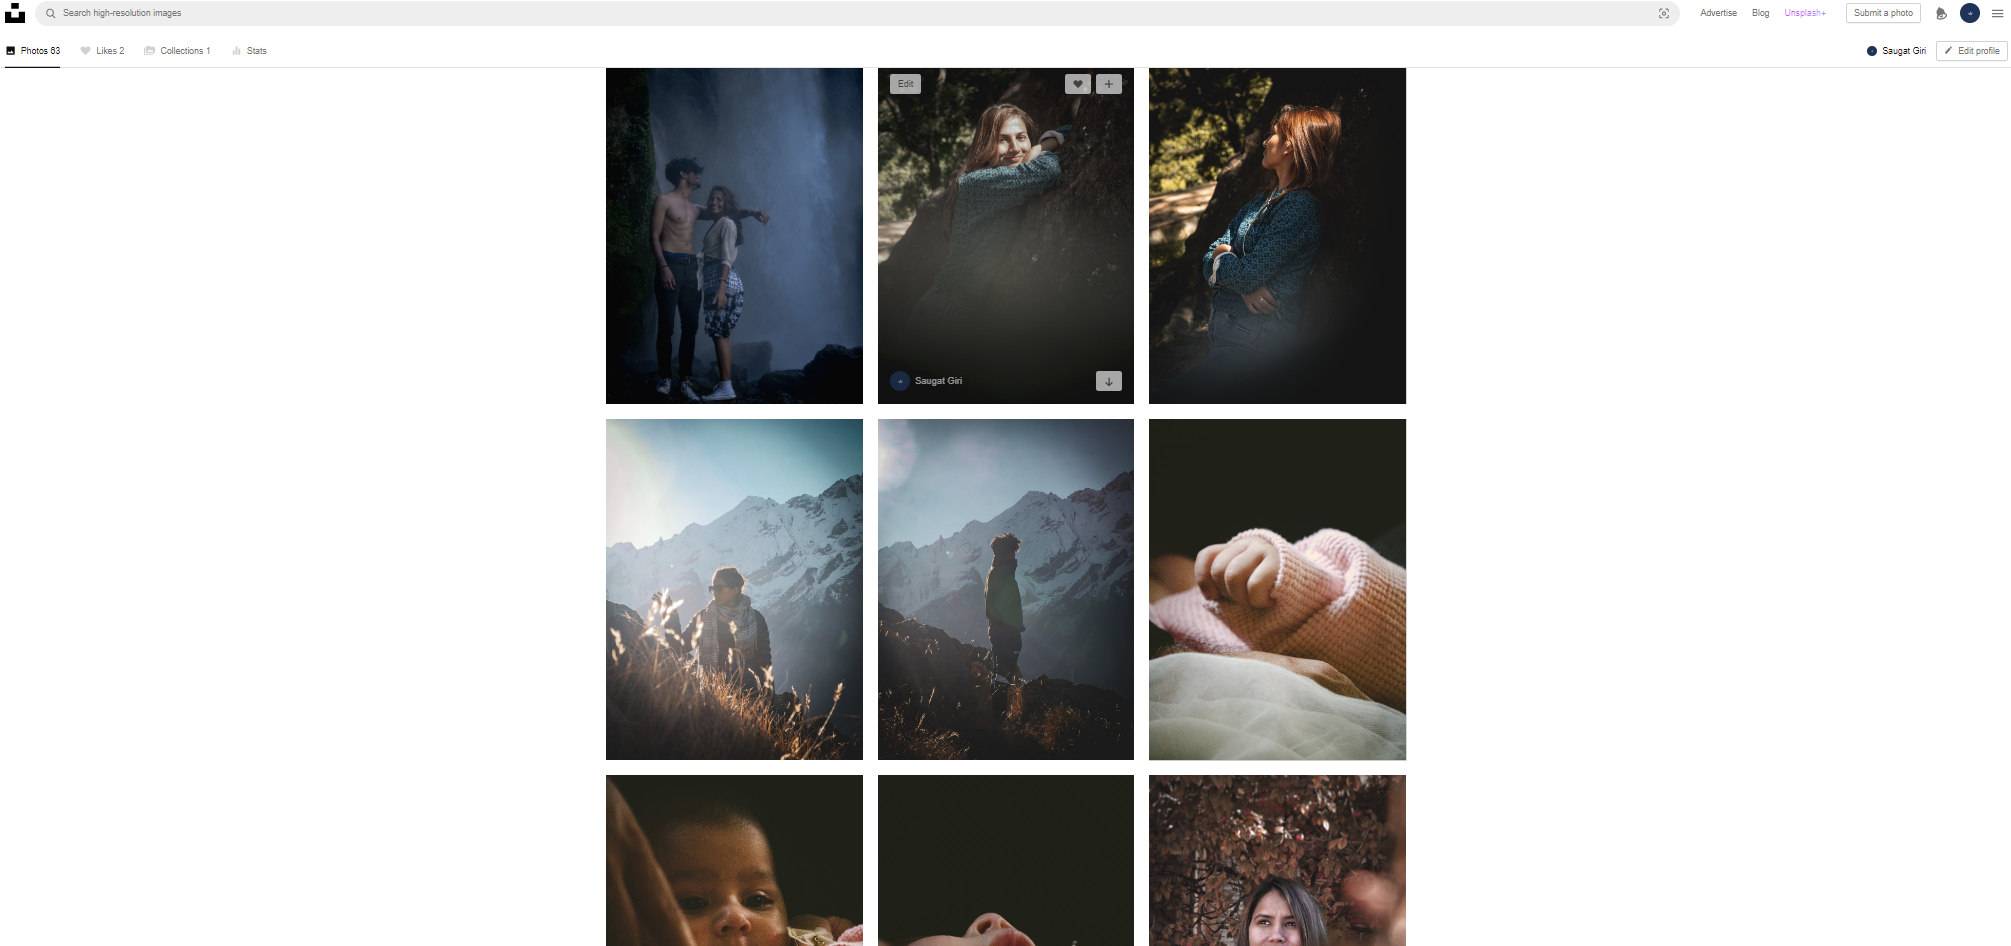 Search high-resolution images
Advertise
Blog
Unsplash+
Submit a photo
Photos 63
Likes 2
Collections 1
Stats
Saugat Giri
Edit profile
Edit
Saugat Giri